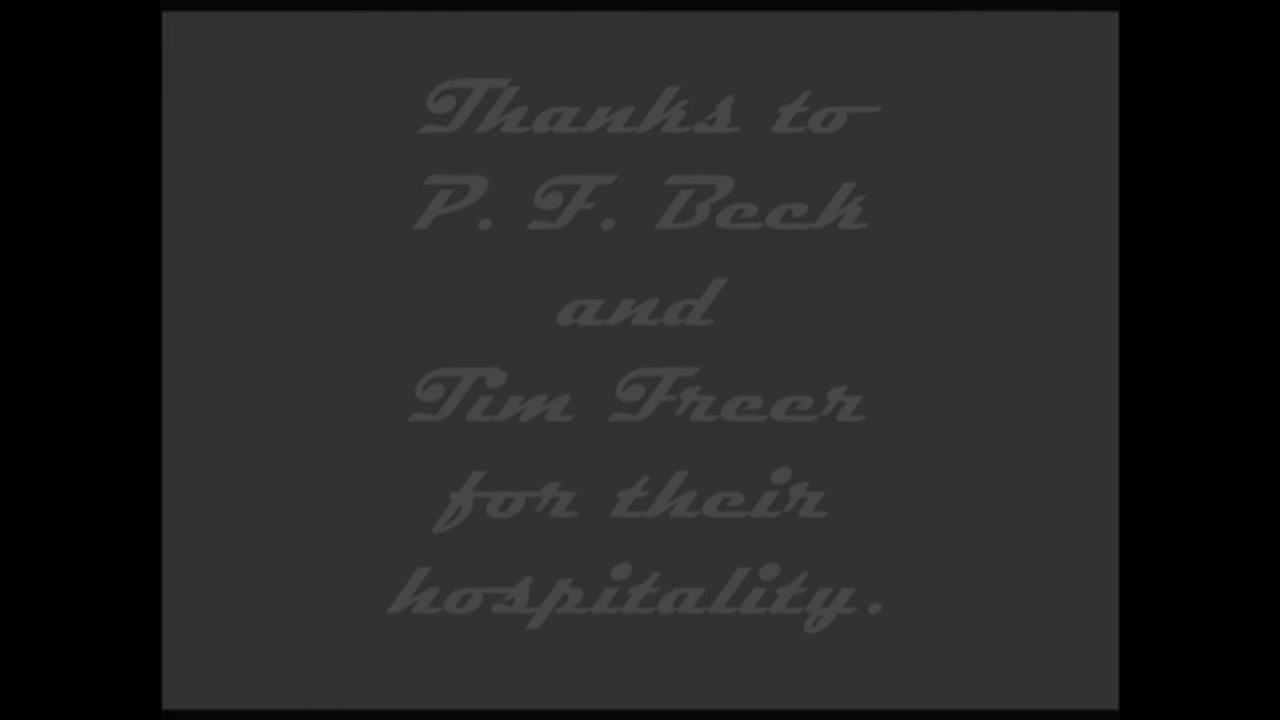 Thanks to
P. F. Beck
and
Tim Freer
for their
hospitality.